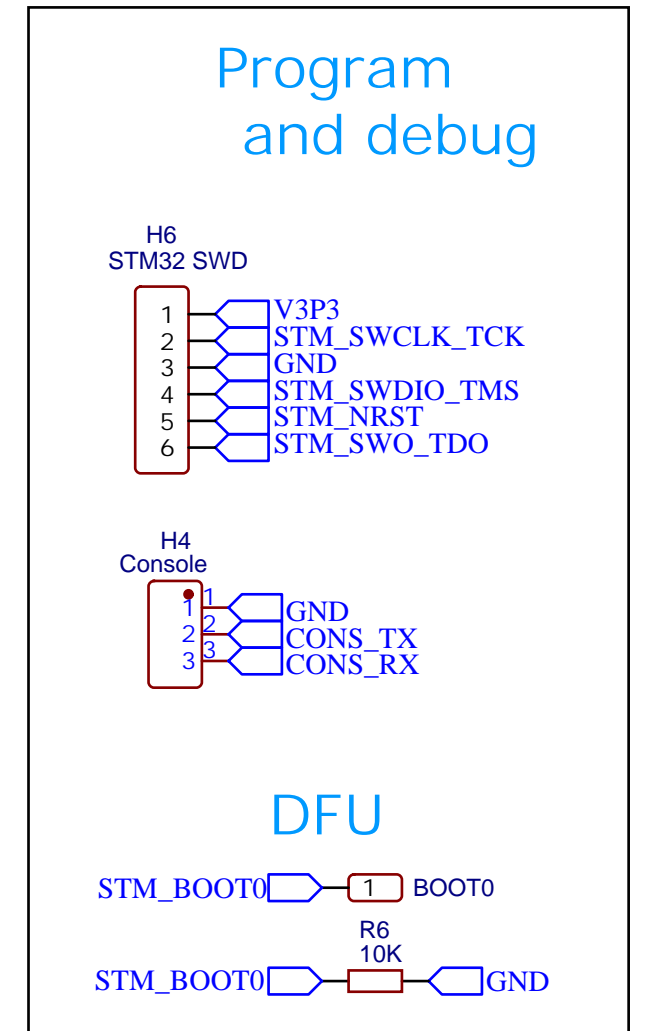 Program
and debug
H6
STM32 SWD
1 V3P3
2 STM_SWCLK_TCK
3 GND
4 STM_SWDIO_TMS
5 STM_NRST
6 STM_SWO_TDO
H4
Console
1 1 GND
2 2 CONS_TX
3 3 CONS_RX
DFU
STM_BOOT0 1 BOOT0
R6
10K
STM_BOOT0 GND